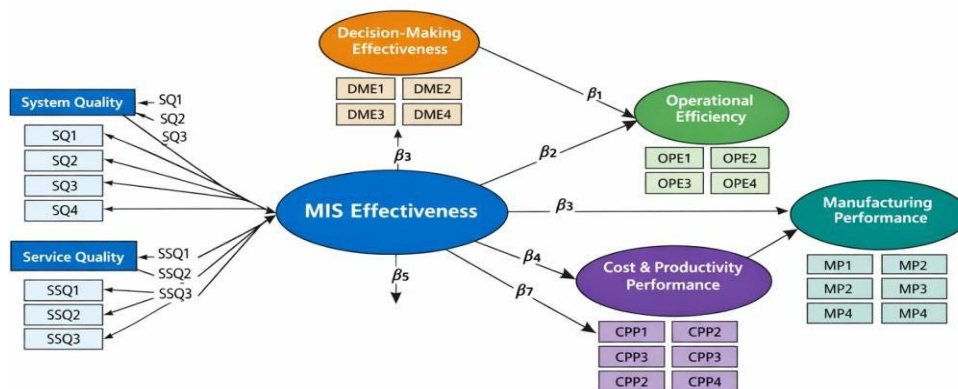 Decision-Making
Effectiveness
DME1 DME2
DME3 DME4
System Quality
SQ1
SQ2
SQ3
SQ1
SQ2
SQ3
SQ4
β1
Operational
Efficiency
OPE1 OPE2
OPE3 OPE4
β3
β2
MIS Effectiveness
β3
Manufacturing
Performance
MP1 MP2
MP2 MP3
MP4 MP4
Service Quality
SSQ1
SSQ2
SSQ3
SSQ1
SSQ2
SSQ3
β5
β4
β7
Cost & Productivity
Performance
CPP1 CPP2
CPP3 CPP3
CPP2 CPP4